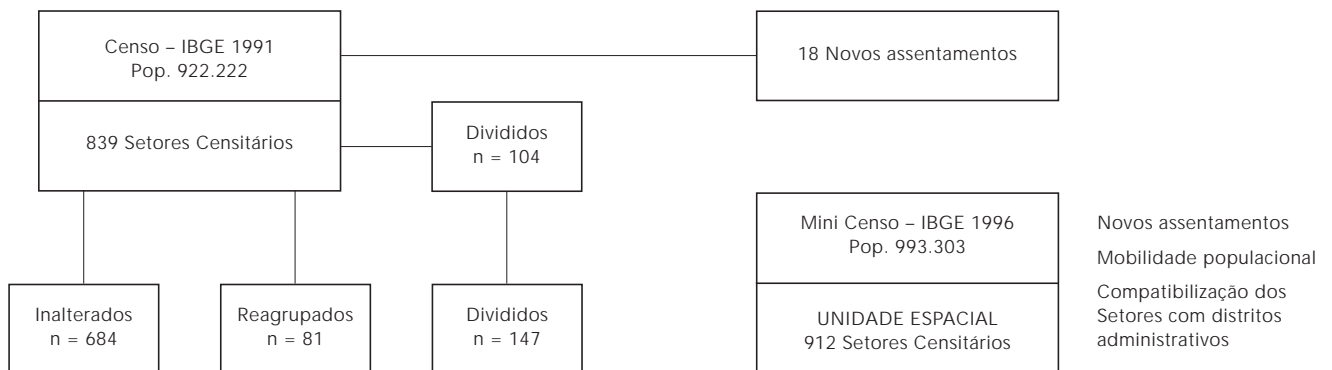 Censo – IBGE 1991
Pop. 922.222
18 Novos assentamentos
839 Setores Censitários
Divididos
n = 104
Mini Censo – IBGE 1996
Pop. 993.303
Novos assentamentos
Mobilidade populacional
Compatibilização dos
Setores com distritos
administrativos
Inalterados
n = 684
Reagrupados
n = 81
Divididos
n = 147
UNIDADE ESPACIAL
912 Setores Censitários